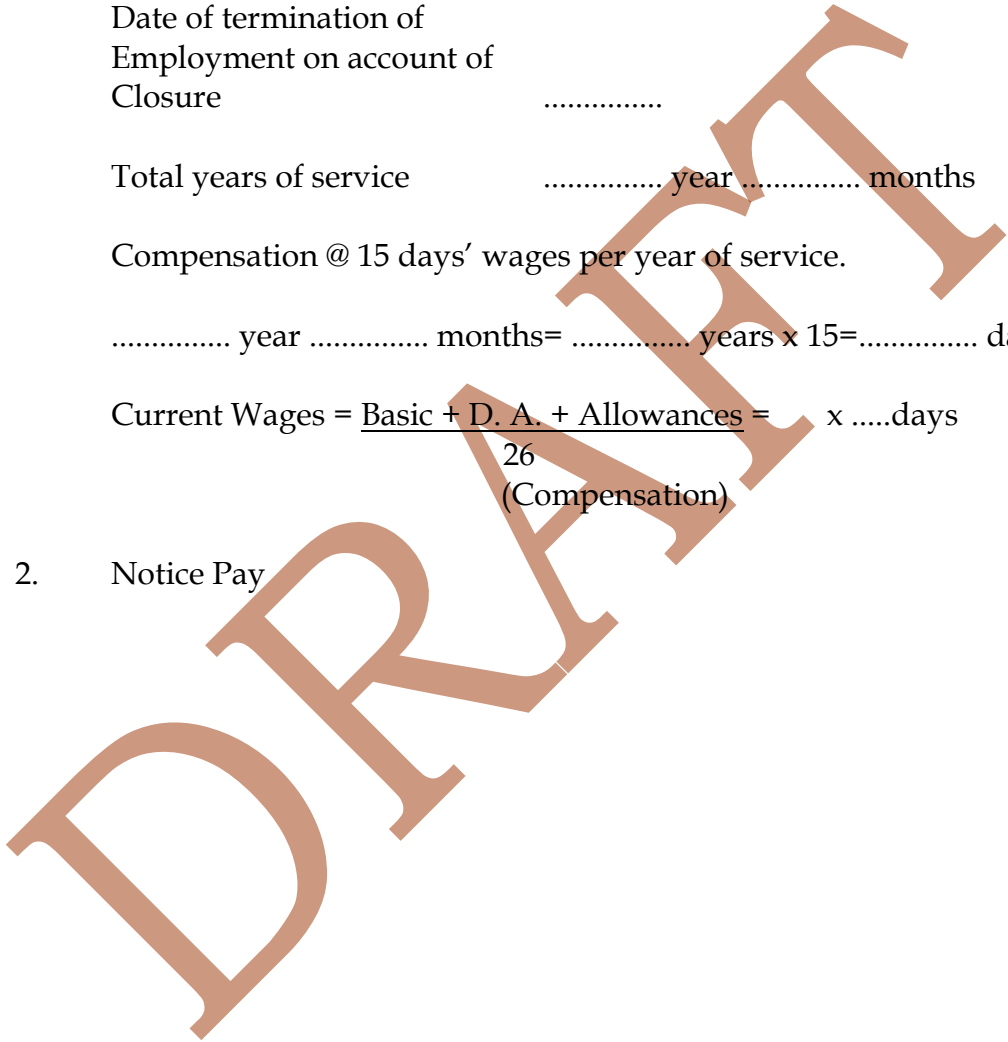 Date of termination of
Employment on account of
Closure ...............
Total years of service ............... year ............... months
Compensation @ 15 days’ wages per year of service.
............... year ............... months= ............... years x 15=............... da
Current Wages = Basic + D. A. + Allowances = x .....days
26
(Compensation)
2. Notice Pay
DRAFT